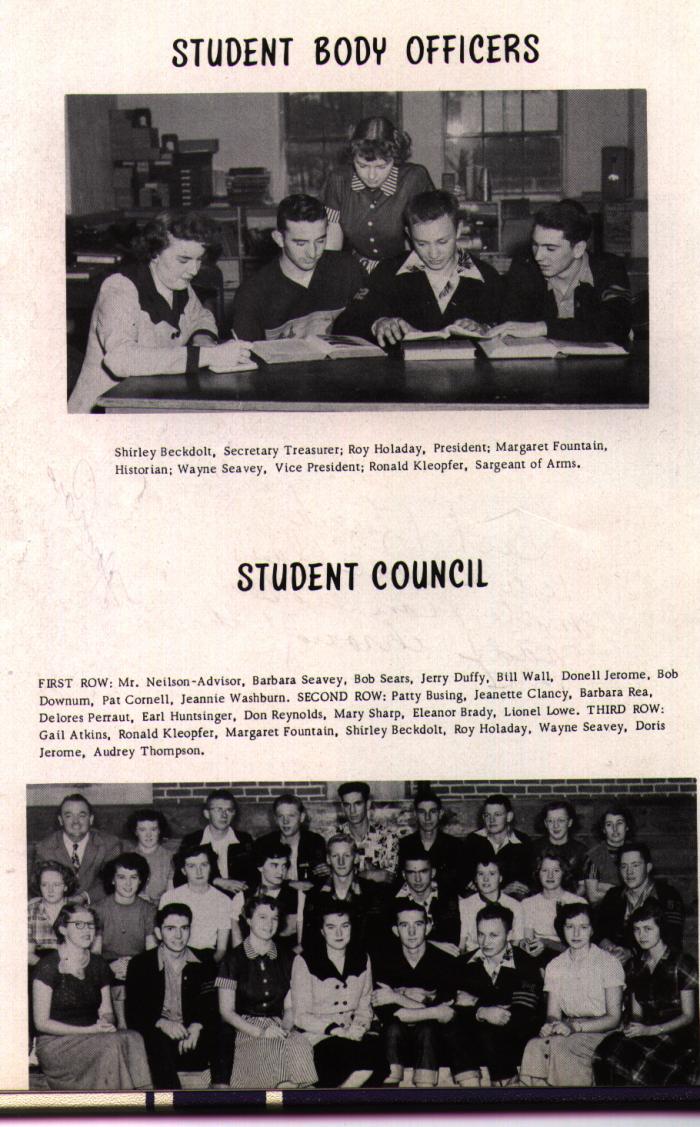 STUDENT BODY OFFICERS
Shirley Beckdolt, Secretary Treasurer; Roy Holaday, President; Margaret Fountain,
Historian; Wayne Seavey, Vice President; Ronald Kleopfer, Sargeant of Arms.
STUDENT COUNCIL
FIRST ROW: Mr. Neilson-Advisor, Barbara Seavey, Bob Sears, Jerry Duffy, Bill Wall, Donell Jerome, Bob
Downum, Pat Cornell, Jeannie Washburn. SECOND ROW: Patty Busing, Jeanette Clancy, Barbara Rea,
Delores Perraut, Earl Huntsinger, Don Reynolds, Mary Sharp, Eleanor Brady, Lionel Lowe. THIRD ROW:
Gail Atkins, Ronald Kleopfer, Margaret Fountain, Shirley Beckdolt, Roy Holaday, Wayne Seavey, Doris
Jerome, Audrey Thompson.